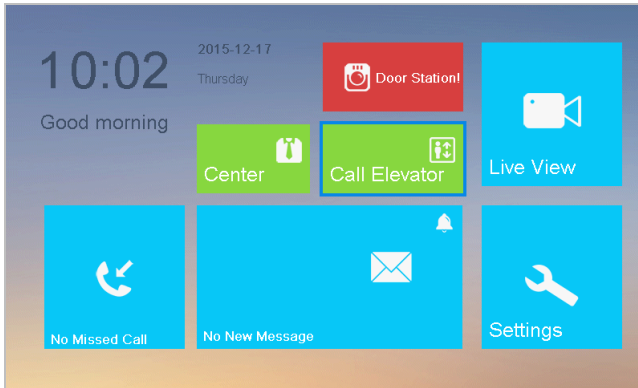 10:02
2015-12-17
Thursday
Good morning
Door Station!
Center
Call Elevator
Live View
No Missed Call
No New Message
Settings